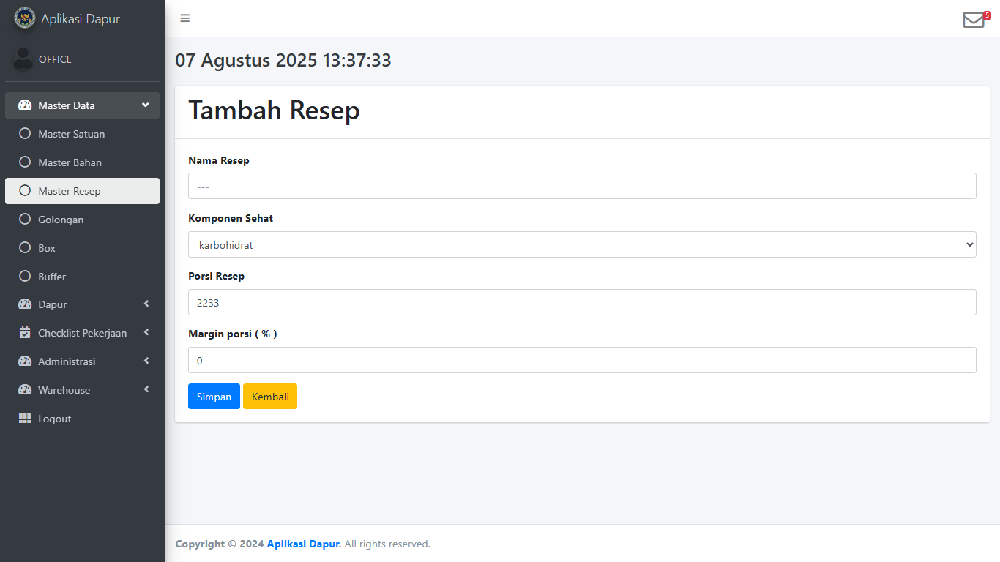 Aplikasi Dapur
5
OFFICE
07 Agustus 2025 13:37:33
Master Data
Master Satuan
Master Bahan
Master Resep
Golongan
Box
Buffer
Dapur
Checklist Pekerjaan
Administrasi
Warehouse
Logout
Tambah Resep
Nama Resep
---
Komponen Sehat
karbohidrat
Porsi Resep
2233
Margin porsi ( % )
0
Simpan Kembali
Copyright © 2024 Aplikasi Dapur. All rights reserved.